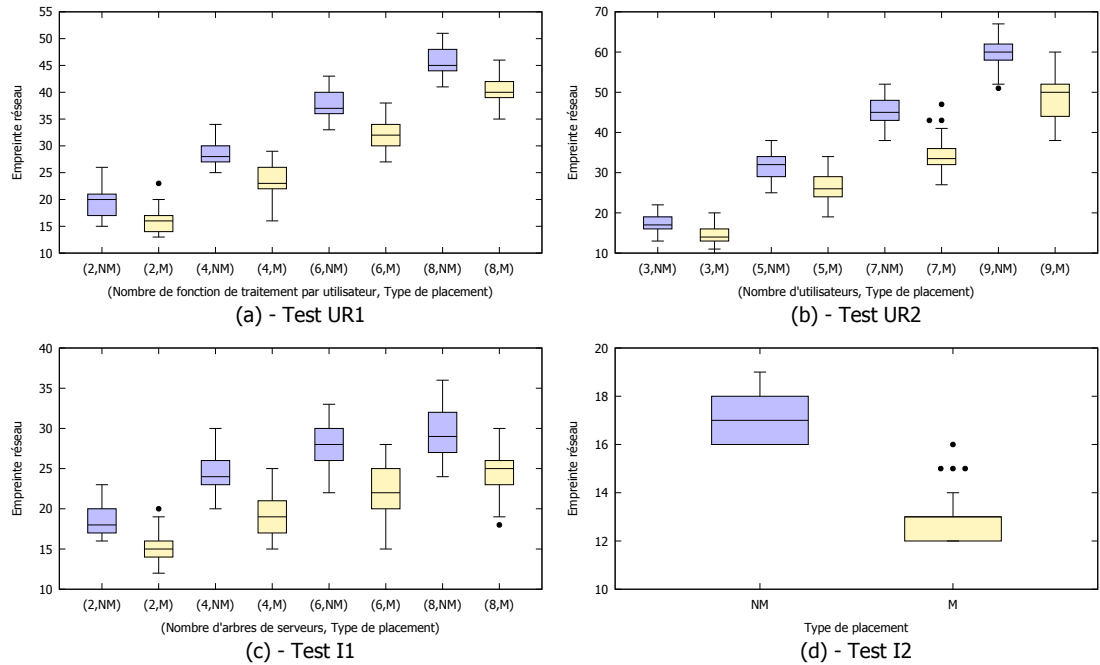 55
50
45
40
35
30
25
20
15
10
Empreinte réseau
(2,NM) (2,M) (4,NM) (4,M) (6,NM) (6,M) (8,NM) (8,M)
(Nombre de fonction de traitement par utilisateur, Type de placement)
(a) - Test UR1
70
60
50
40
30
20
10
Empreinte réseau
(3,NM) (3,M) (5,NM) (5,M) (7,NM) (7,M) (9,NM) (9,M)
(Nombre d'utilisateurs, Type de placement)
(b) - Test UR2
40
35
30
25
20
15
10
Empreinte réseau
(2,NM) (2,M) (4,NM) (4,M) (6,NM) (6,M) (8,NM) (8,M)
(Nombre d'arbres de serveurs, Type de placement)
(c) - Test I1
20
18
16
14
12
10
Empreinte réseau
NM M
Type de placement
(d) - Test I2